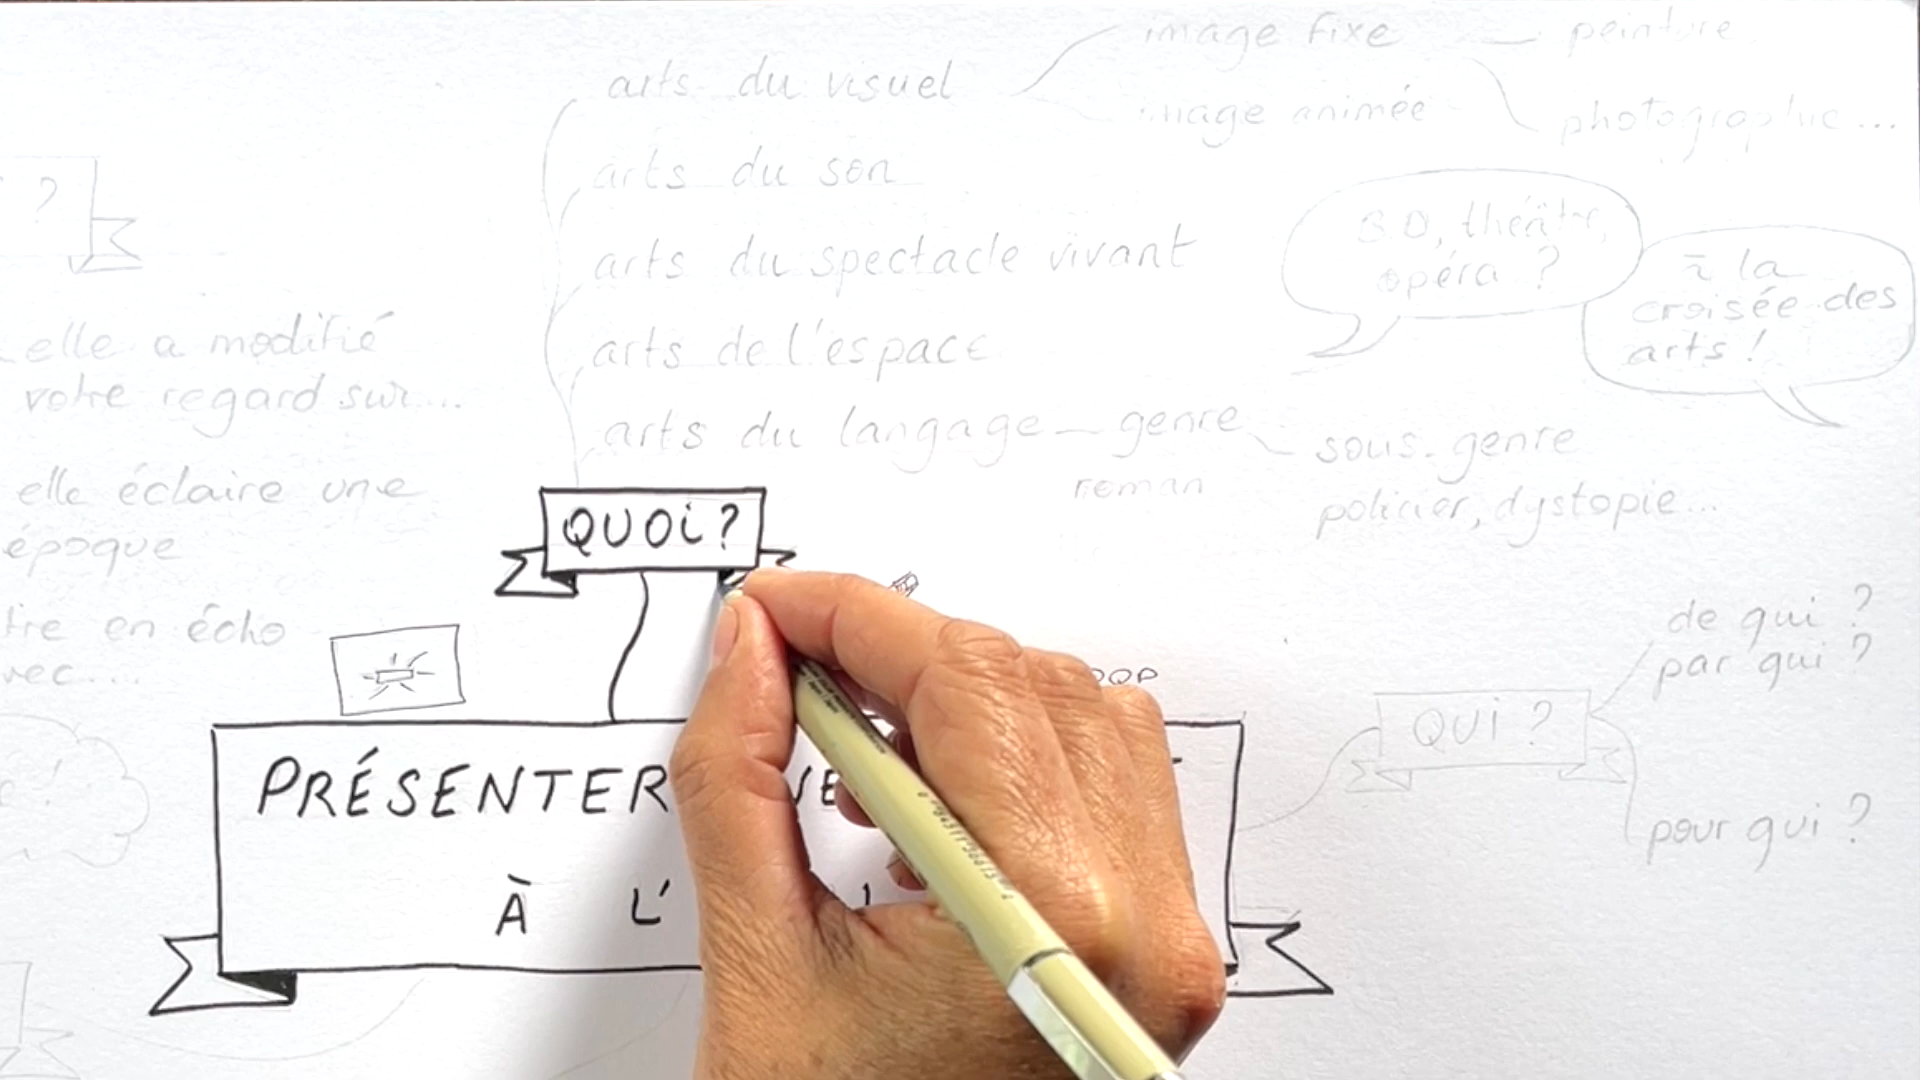 arts du visuel
image fixe
peinture
image animée
photographie...
arts du son
arts du spectacle vivant
arts de l'espace
arts du langage — genre
roman
sous-genre
policier, dystopie...
B.D, théâtre,
opéra ?
à la
croisée des
arts !
?
elle a modifié
votre regard sur...
elle éclaire une
époque
en écho
QUOI ?
QUI ?
de qui ?
par qui ?
pour qui ?
PRÉSENTER
À L'